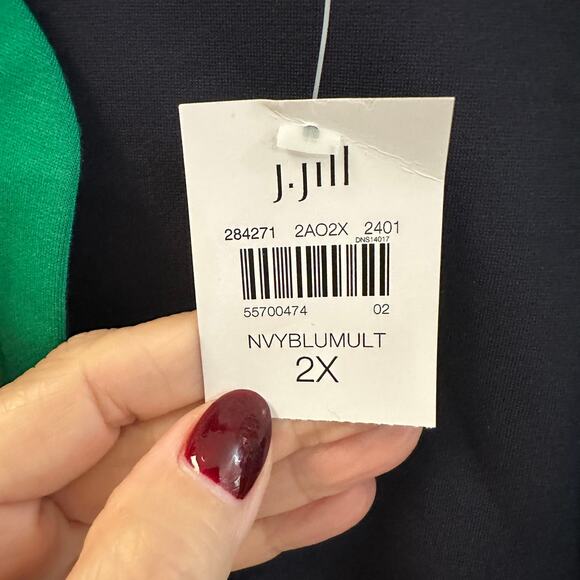 J.Jill
284271 2AO2X 2401
DNS14017
55700474 02
NVYBLUMULT
2X